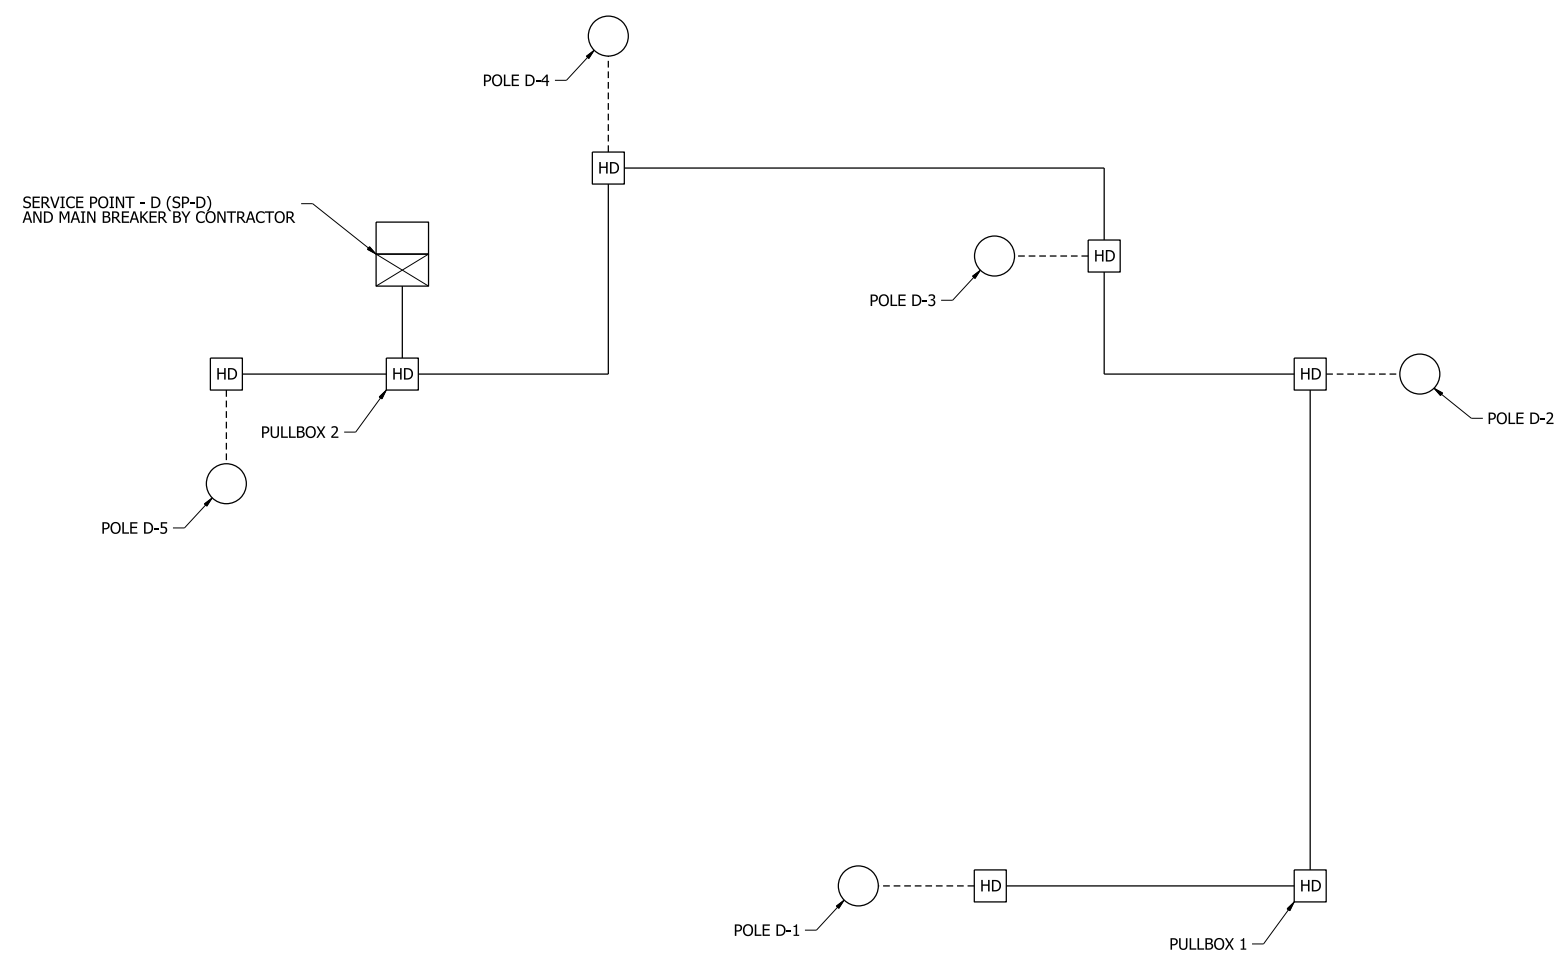 POLE D-4
HD
SERVICE POINT - D (SP-D)
AND MAIN BREAKER BY CONTRACTOR
HD
POLE D-3
HD
HD
HD
POLE D-2
PULLBOX 2
POLE D-5
HD
HD
POLE D-1
PULLBOX 1